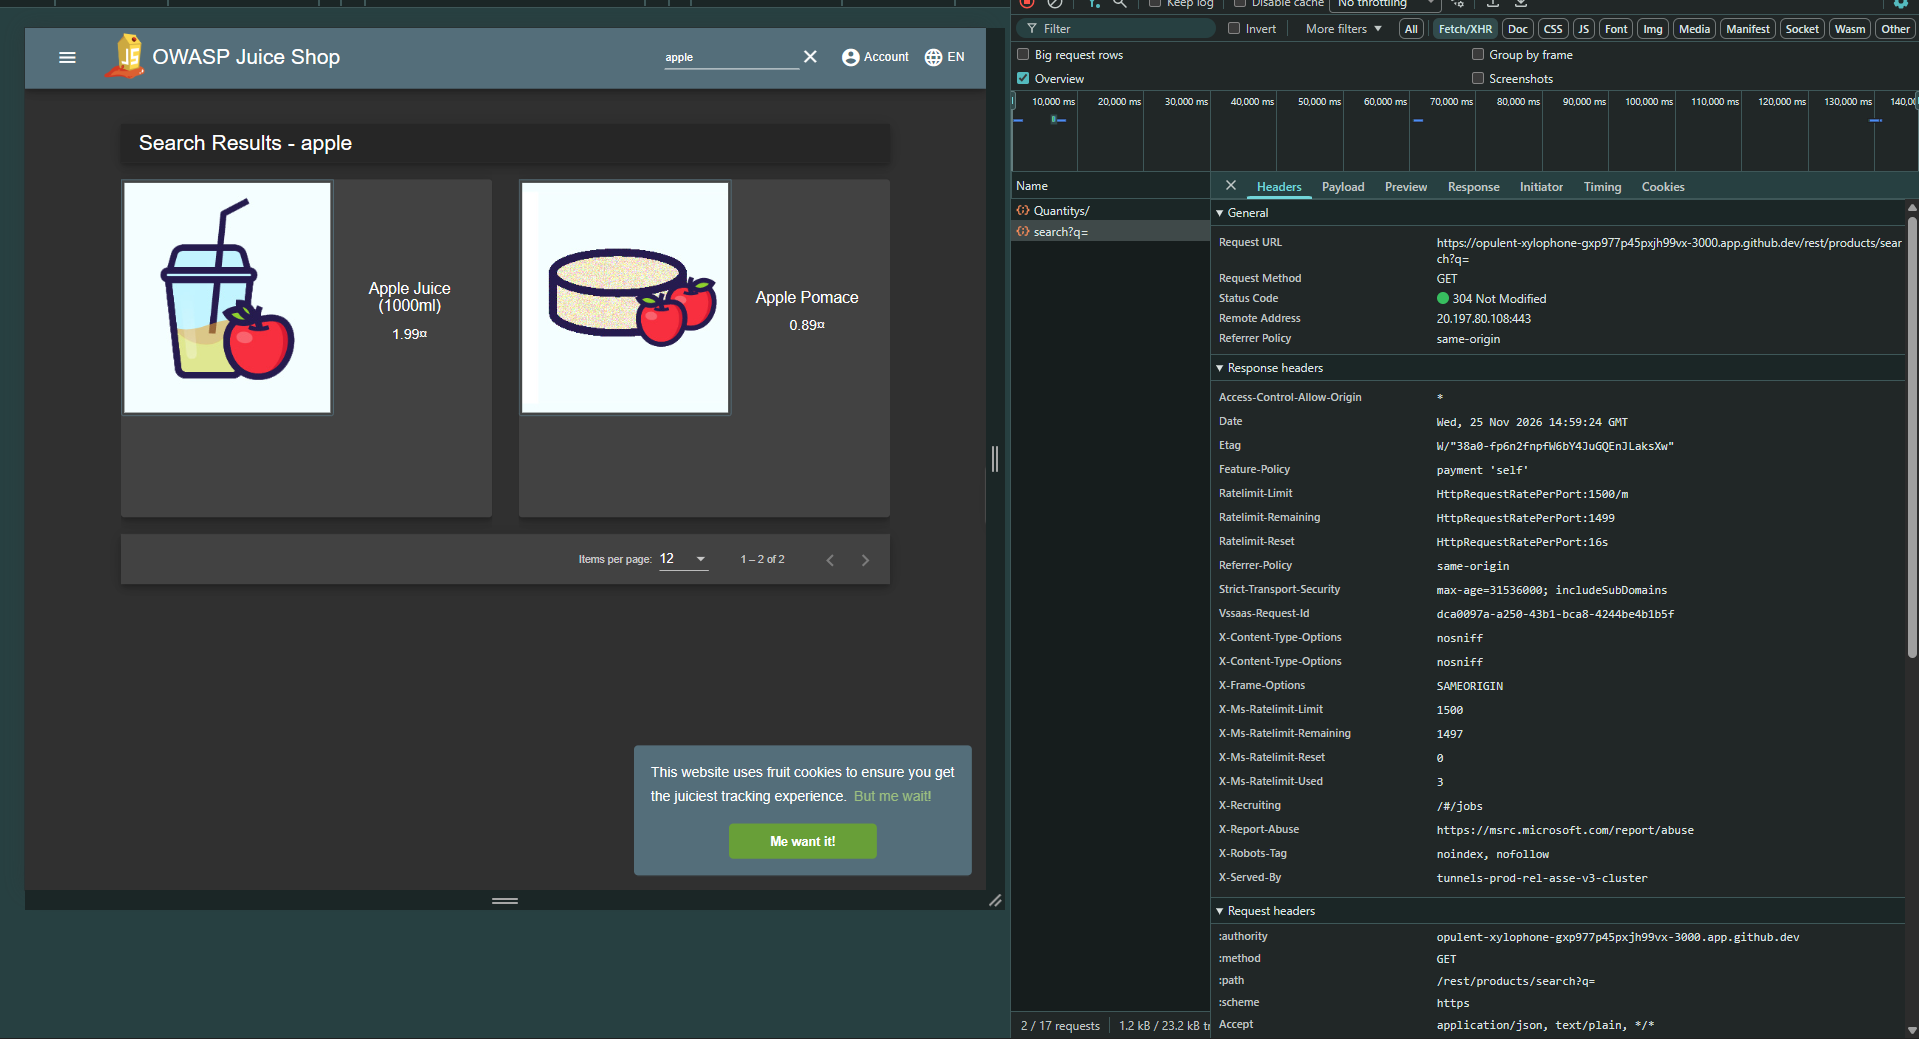 OWASP Juice Shop
apple
Account
EN
Search Results - apple
Apple Juice
(1000ml)
1.99¤
Apple Pomace
0.89¤
Items per page:
12
1 – 2 of 2
This website uses fruit cookies to ensure you get
the juiciest tracking experience. But me wait!
Me want it!
Keep log
Disable cache
No throttling
Filter
Invert
More filters
All
Fetch/XHR
Doc
CSS
JS
Font
Img
Media
Manifest
Socket
Wasm
Other
Big request rows
Group by frame
Overview
Screenshots
10,000 ms
20,000 ms
30,000 ms
40,000 ms
50,000 ms
60,000 ms
70,000 ms
80,000 ms
90,000 ms
100,000 ms
110,000 ms
120,000 ms
130,000 ms
140,0
Name
Quantitys/
search?q=
2 / 17 requests
1.2 kB / 23.2 kB tr
Headers
Payload
Preview
Response
Initiator
Timing
Cookies
General
Request URL
https://opulent-xylophone-gxp977p45pxjh99vx-3000.app.github.dev/rest/products/sear
ch?q=
Request Method
GET
Status Code
304 Not Modified
Remote Address
20.197.80.108:443
Referrer Policy
same-origin
Response headers
Access-Control-Allow-Origin
*
Date
Wed, 25 Nov 2026 14:59:24 GMT
Etag
W/"38a0-fp6n2fnpfW6bY4JuGQEnJLaksXw"
Feature-Policy
payment 'self'
Ratelimit-Limit
HttpRequestRatePerPort:1500/m
Ratelimit-Remaining
HttpRequestRatePerPort:1499
Ratelimit-Reset
HttpRequestRatePerPort:16s
Referrer-Policy
same-origin
Strict-Transport-Security
max-age=31536000; includeSubDomains
Vssaas-Request-Id
dca0097a-a250-43b1-bca8-4244be4b1b5f
X-Content-Type-Options
nosniff
X-Content-Type-Options
nosniff
X-Frame-Options
SAMEORIGIN
X-Ms-Ratelimit-Limit
1500
X-Ms-Ratelimit-Remaining
1497
X-Ms-Ratelimit-Reset
0
X-Ms-Ratelimit-Used
3
X-Recruiting
/#/jobs
X-Report-Abuse
https://msrc.microsoft.com/report/abuse
X-Robots-Tag
noindex, nofollow
X-Served-By
tunnels-prod-rel-asse-v3-cluster
Request headers
:authority
opulent-xylophone-gxp977p45pxjh99vx-3000.app.github.dev
:method
GET
:path
/rest/products/search?q=
:scheme
https
Accept
application/json, text/plain, */*